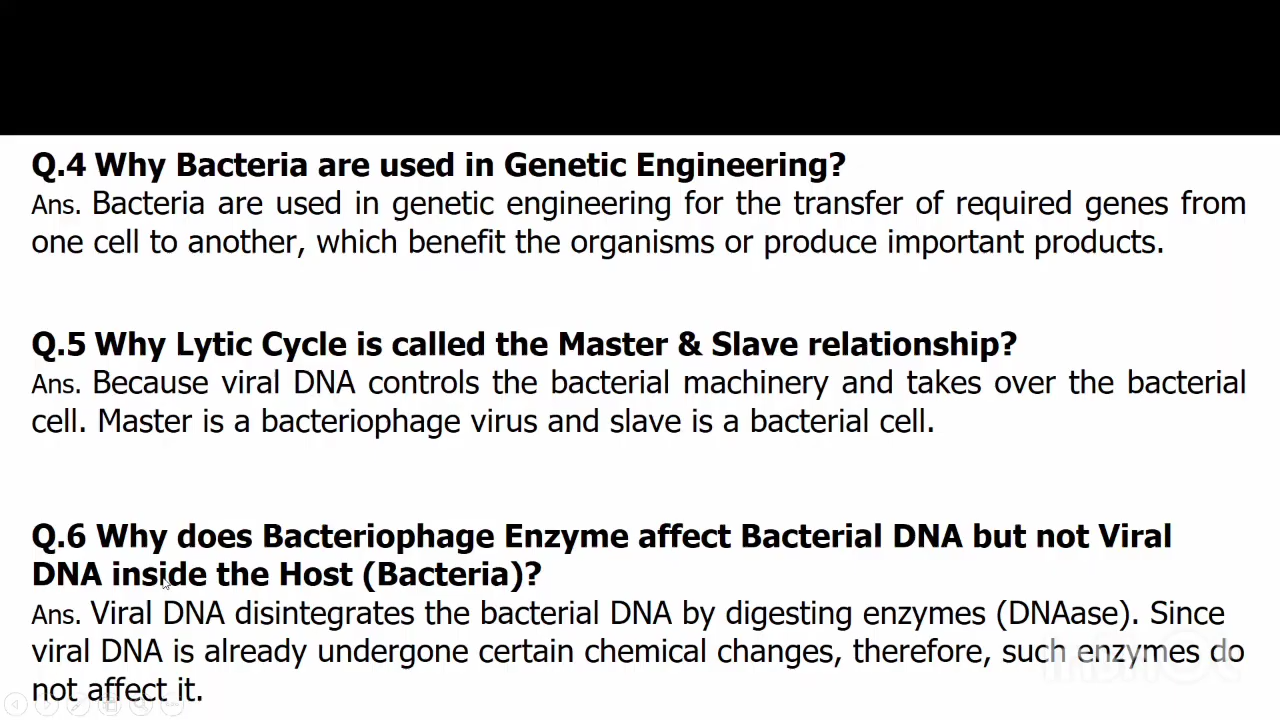 Q.4 Why Bacteria are used in Genetic Engineering?
Ans. Bacteria are used in genetic engineering for the transfer of required genes from
one cell to another, which benefit the organisms or produce important products.
Q.5 Why Lytic Cycle is called the Master & Slave relationship?
Ans. Because viral DNA controls the bacterial machinery and takes over the bacterial
cell. Master is a bacteriophage virus and slave is a bacterial cell.
Q.6 Why does Bacteriophage Enzyme affect Bacterial DNA but not Viral
DNA inside the Host (Bacteria)?
Ans. Viral DNA disintegrates the bacterial DNA by digesting enzymes (DNAase). Since
viral DNA is already undergone certain chemical changes, therefore, such enzymes do
not affect it.